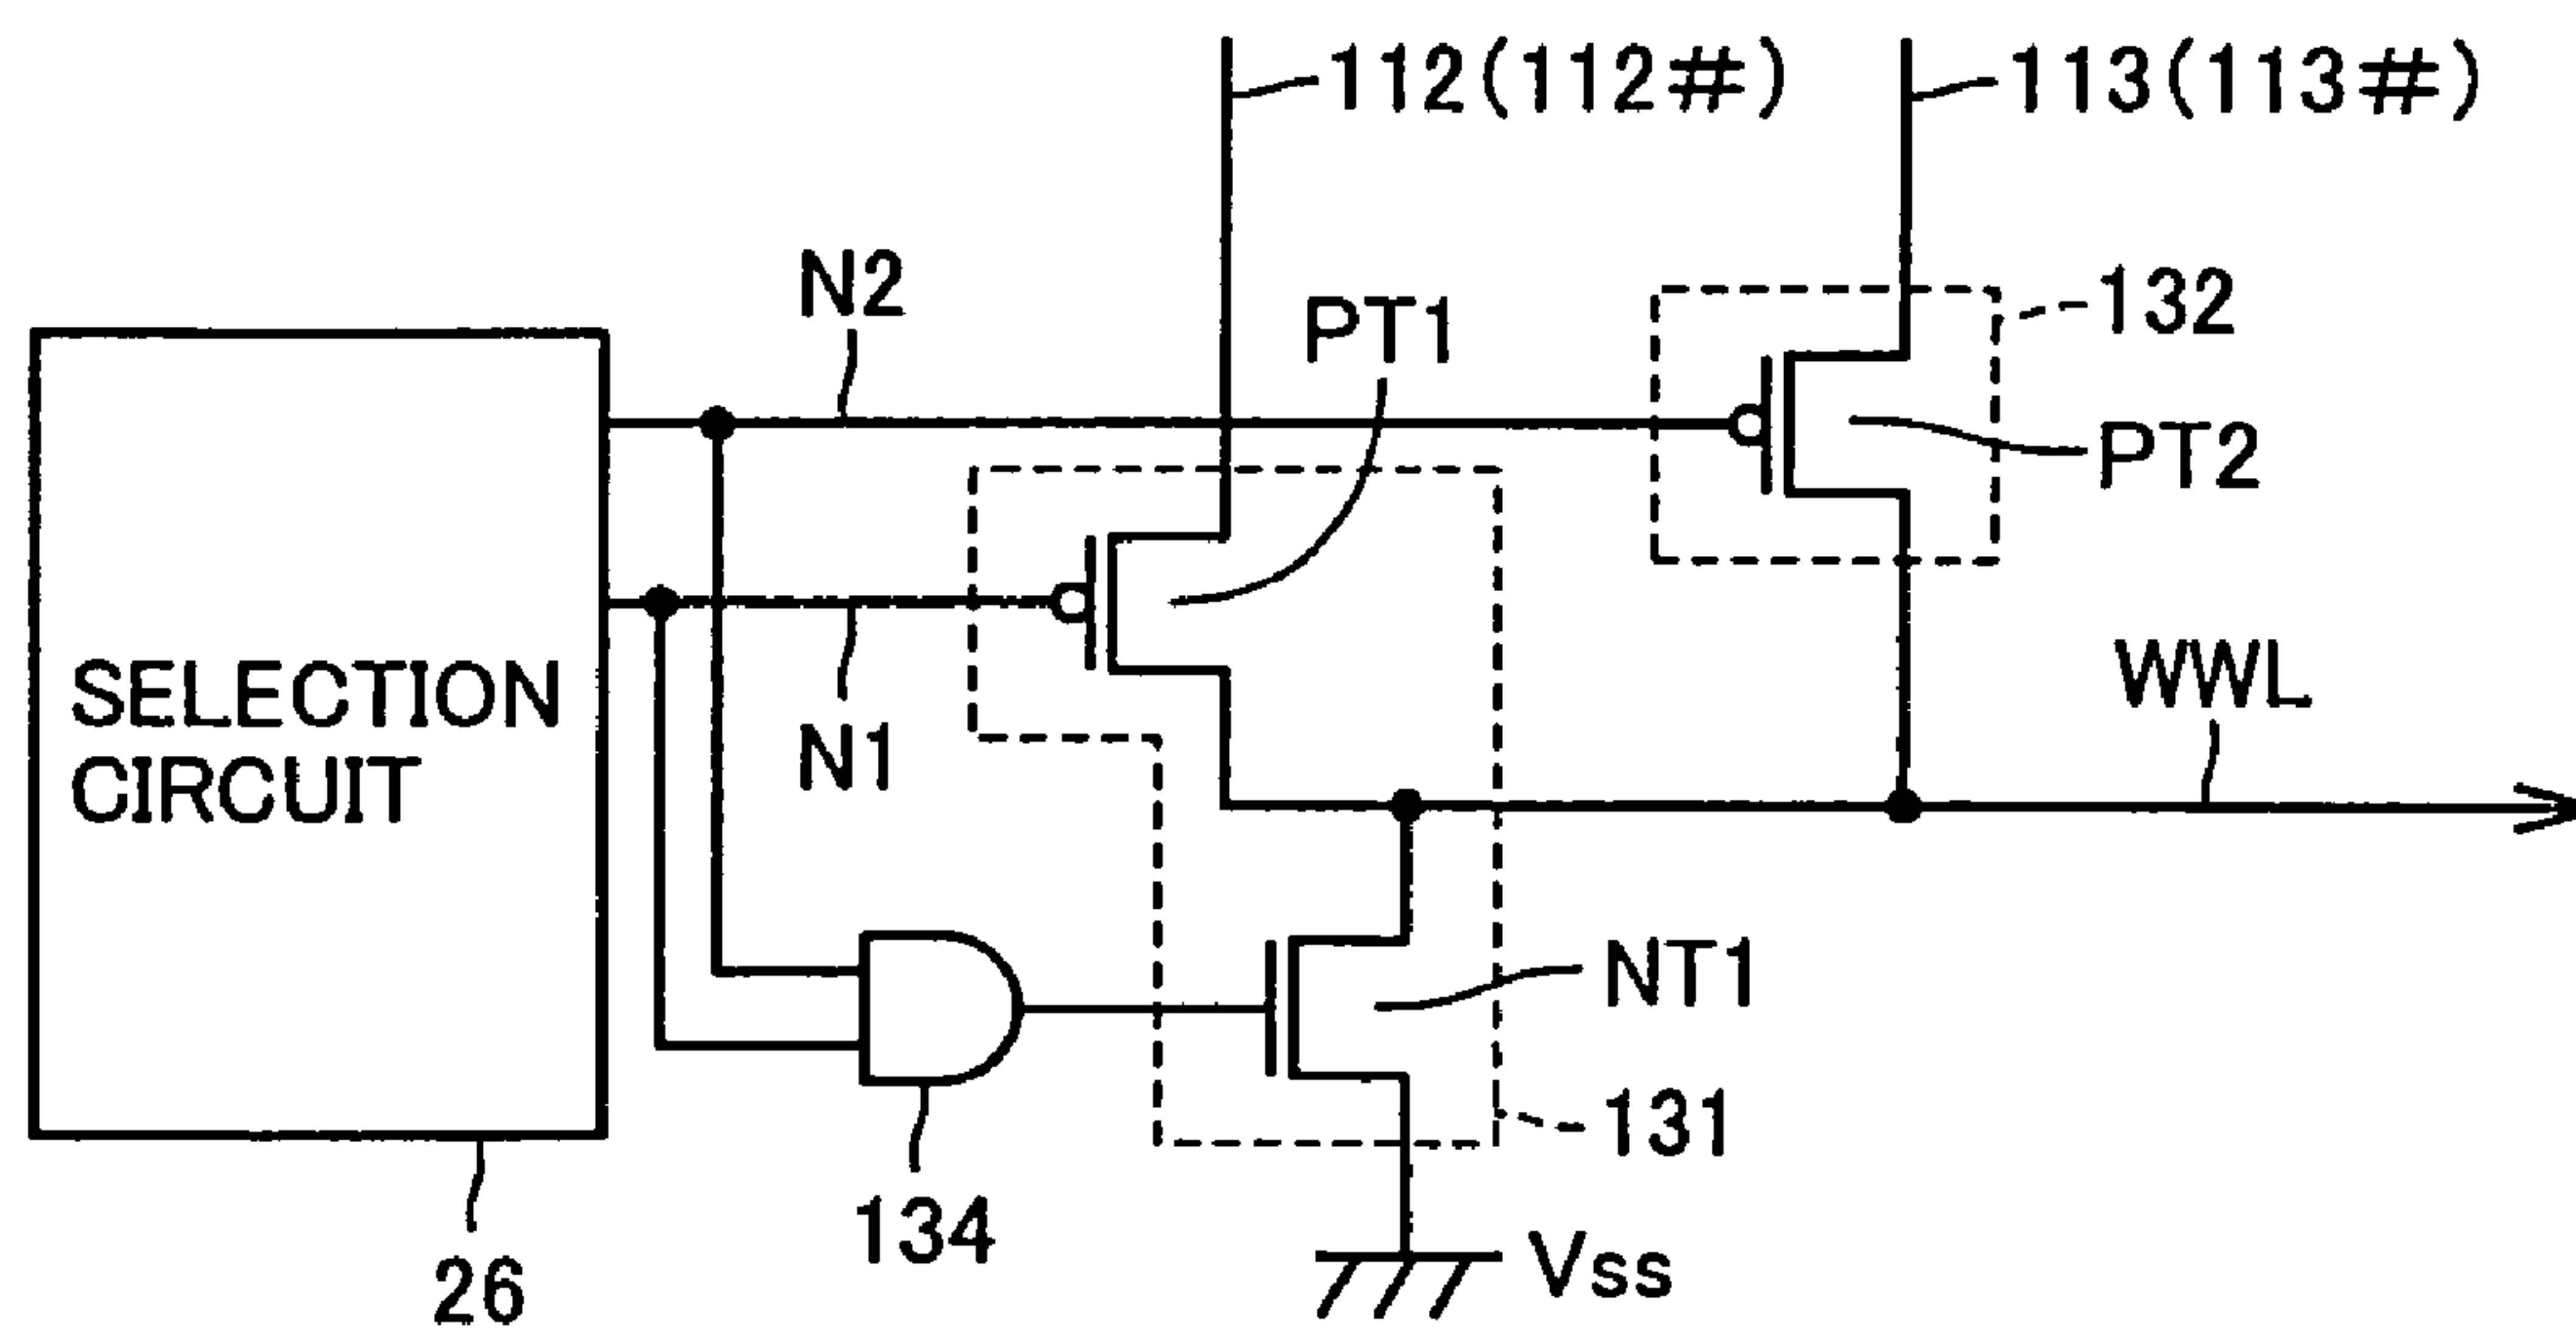 112(112#)
113(113#)
N2
PT1
132
PT2
SELECTION
CIRCUIT
N1
WWL
NT1
131
134
26
Vss